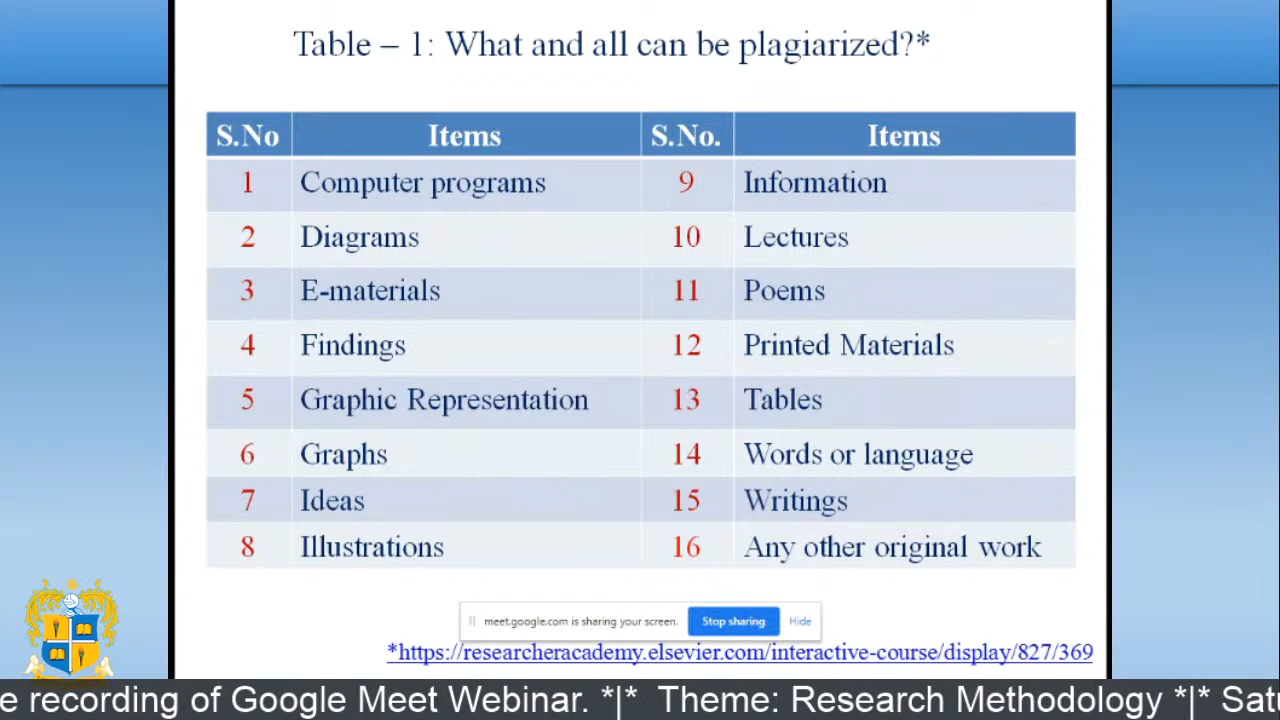 Table – 1: What and all can be plagiarized?*
S.No Items S.No. Items
1 Computer programs 9 Information
2 Diagrams 10 Lectures
3 E-materials 11 Poems
4 Findings 12 Printed Materials
5 Graphic Representation 13 Tables
6 Graphs 14 Words or language
7 Ideas 15 Writings
8 Illustrations 16 Any other original work
meet.google.com is sharing your screen. Stop sharing Hide
*https://researcheracademy.elsevier.com/interactive-course/display/827/369
e recording of Google Meet Webinar. *|* Theme: Research Methodology *|* Satu